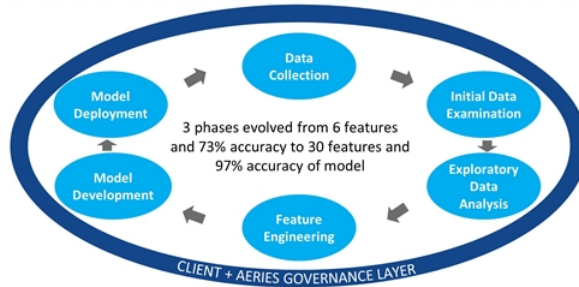 Data
Collection
Model
Deployment
Initial Data
Examination
3 phases evolved from 6 features
and 73% accuracy to 30 features and
97% accuracy of model
Model
Development
Exploratory
Data
Analysis
Feature
Engineering
CLIENT + AERIES GOVERNANCE LAYER